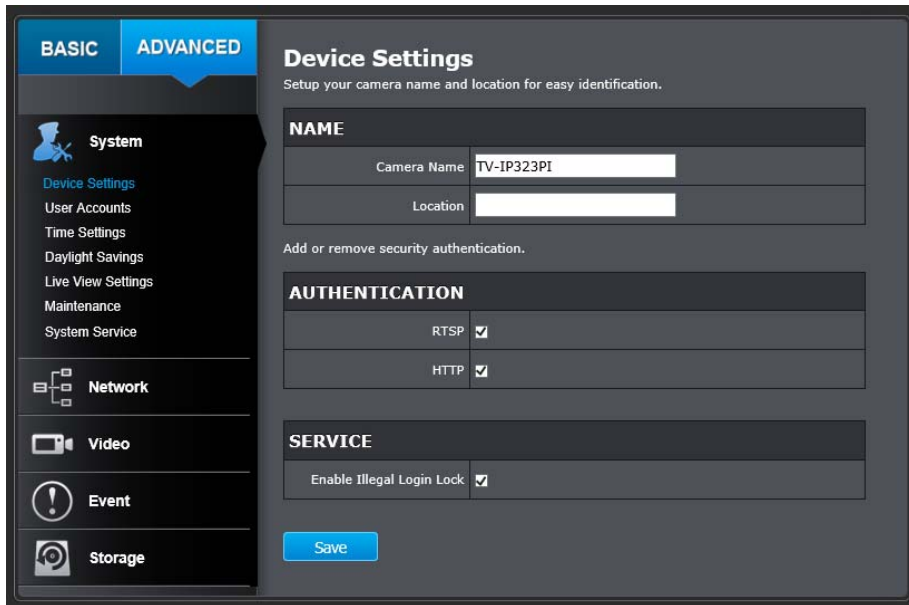 BASIC
ADVANCED
System
Device Settings
User Accounts
Time Settings
Daylight Savings
Live View Settings
Maintenance
System Service
Network
Video
Event
Storage
Device Settings
Setup your camera name and location for easy identification.
NAME
Camera Name TV-IP323PI
Location
Add or remove security authentication.
AUTHENTICATION
RTSP
HTTP
SERVICE
Enable Illegal Login Lock
Save